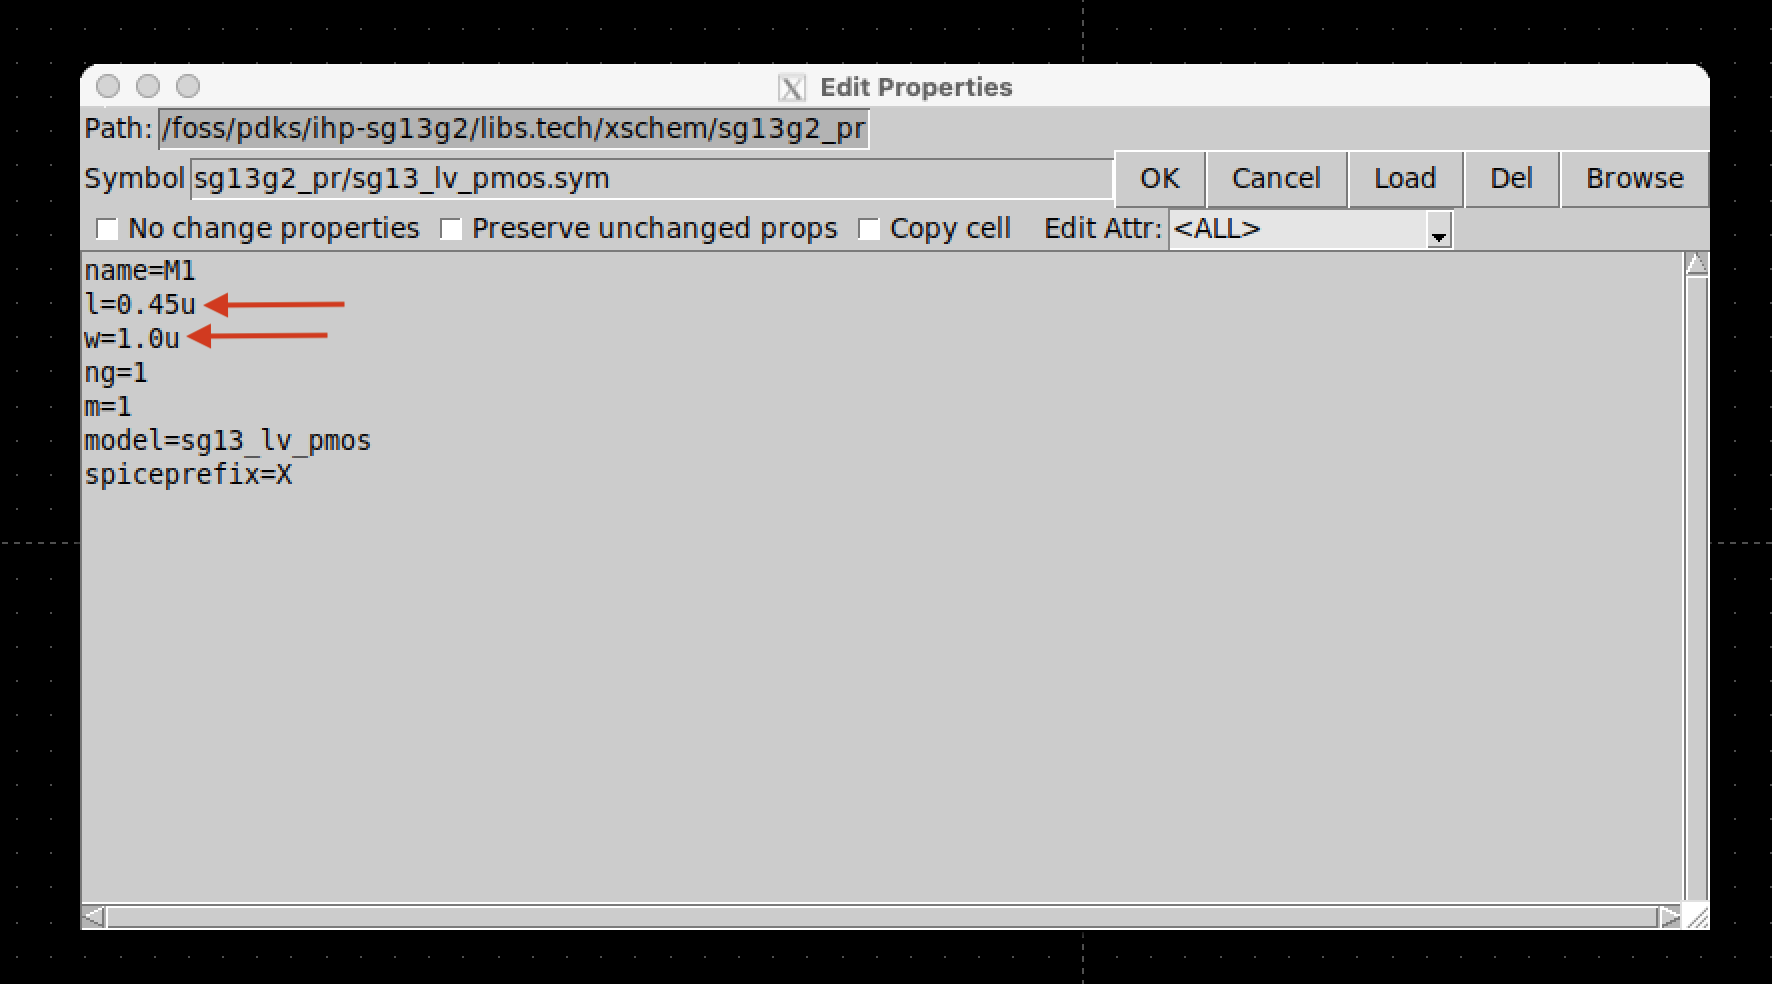 X Edit Properties
Path: /foss/pdks/ihp-sg13g2/libs.tech/xschem/sg13g2_pr
Symbol sg13g2_pr/sg13_lv_pmos.sym OK Cancel Load Del Browse
No change properties Preserve unchanged props Copy cell Edit Attr: <ALL>
name=M1
l=0.45u
w=1.0u
ng=1
m=1
model=sg13_lv_pmos
spiceprefix=X